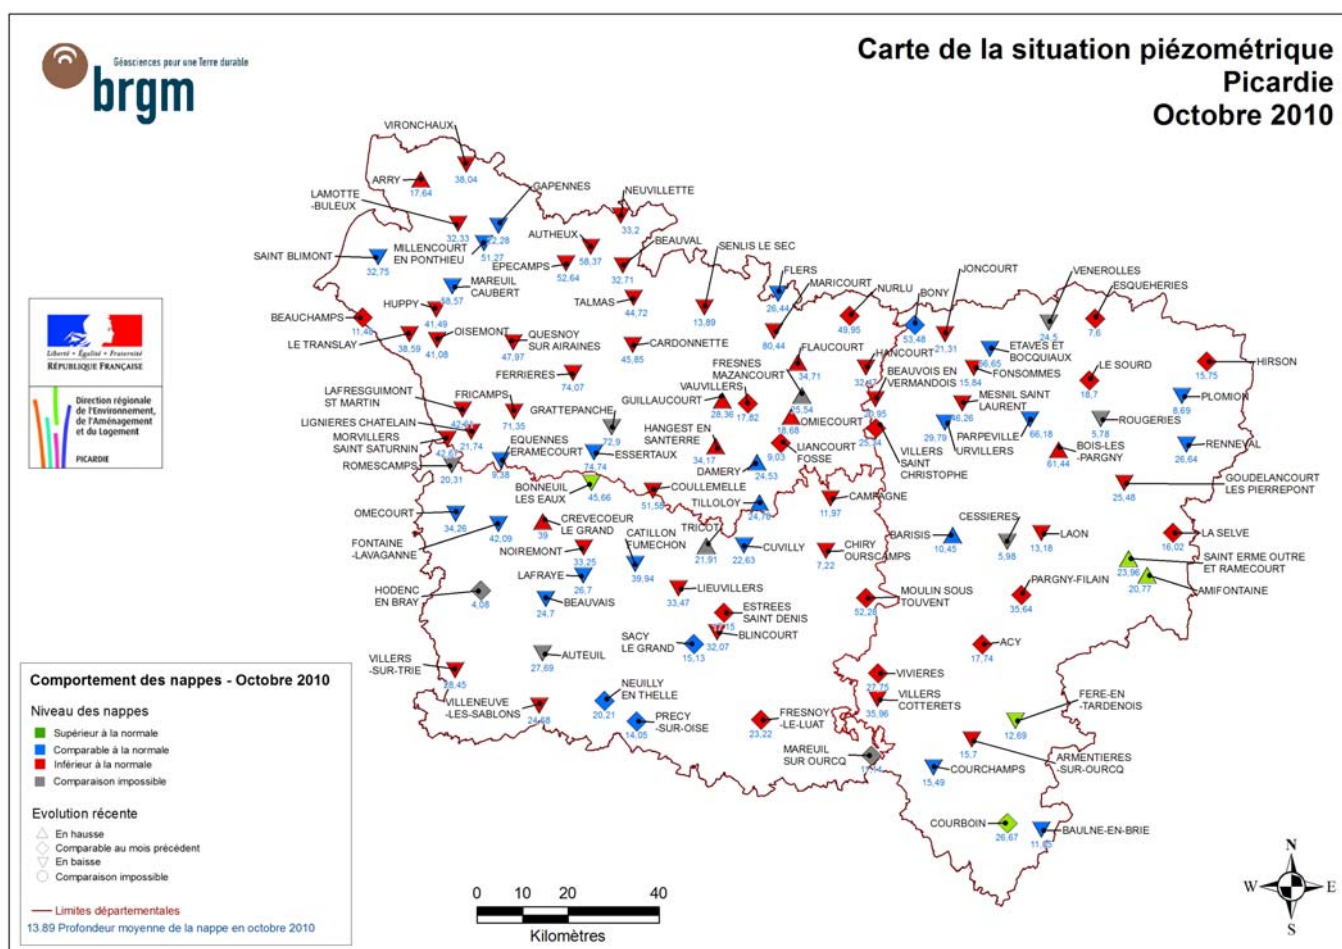 Géosciences pour une Terre durable
brgm
Carte de la situation piézométrique
Picardie
Octobre 2010
Liberté • Égalité • Fraternité
RÉPUBLIQUE FRANÇAISE
Direction régionale
de l'Environnement,
de l'Aménagement
et du Logement
PICARDIE
VIRONCHAUX
38,04
ARRY
17,64
LAMOTTE
-BULEUX
32,33
GAPENNES
22,28
NEUVILLETTE
33,2
MILLENCOURT
EN PONTHIEU
51,27
AUTHEUX
58,37
BEAUVAL
32,71
SENLIS LE SEC
13,89
SAINT BLIMONT
32,75
EPECAMPS
52,64
FLERS
26,44
MARICOURT
80,44
MAREUIL
CAUBERT
58,57
TALMAS
44,72
NURLU
49,95
BONY
53,48
JONCOURT
21,31
VENEROLLES
24,5
ESQUEHERIES
7,6
HUPPY
41,49
BEAUCHAMPS
11,48
LE TRANSLAY
38,59
OISEMONT
41,08
QUESNOY
SUR AIRAINES
47,97
CARDONNETTE
45,85
FLAUCOURT
34,71
HANCOURT
32,47
ETAVES ET
BOCQUIAUX
66,65
FONSOMMES
15,84
HIRSON
15,75
FERRIERES
74,07
FRESNES
MAZANCOURT
25,54
VAUVILLERS
17,82
BEAUVOIS EN
VERMANDOIS
20,95
LE SOURD
18,7
PLOMION
8,69
LAFRESGUIMONT
ST MARTIN
FRICAMPS
71,35
GRATTEPANCHE
72,9
GUILLAUCOURT
28,36
OMIECOURT
18,68
MESNIL SAINT
LAURENT
46,26
LIGNIERES CHATELAIN
21,74
MORVILLERS
SAINT SATURNIN
42,67
HANGEST EN
SANTERRE
34,17
LIANCOURT
FOSSE
9,03
VILLERS
SAINT
CHRISTOPHE
URVILLERS
29,79
PARPEVILLE
66,18
ROUGERIES
5,78
BOIS-LES
-PARGNY
61,44
RENNEVAL
26,64
ROMESCAMPS
20,31
EQUENNES
ERAMECOURT
9,38
ESSERTAUX
74,74
DAMERY
24,53
BONNEUIL
LES EAUX
45,66
COULLEMELLE
51,58
TILLOLOY
24,78
CAMPAGNE
11,97
GOUDELANCOURT
LES PIERREPONT
25,48
OMECOURT
34,26
FONTAINE
-LAVAGANNE
42,09
CREVECOEUR
LE GRAND
39
CATILLON
FUMECHON
39,94
TRICOT
21,91
CUVILLY
22,63
CHIRY
OURSCAMPS
7,22
BARISIS
10,45
CESSIERES
5,98
LAON
13,18
LA SELVE
16,02
NOIREMONT
33,25
LAFRAYE
26,7
SAINT ERME OUTRE
ET RAMECOURT
23,96
AMIFONTAINE
20,77
HODENC
EN BRAY
4,08
BEAUVAIS
24,7
LIEUVILLERS
33,47
MOULIN SOUS
TOUVENT
52,28
PARGNY-FILAIN
35,64
ESTREES
SAINT DENIS
BLINCOURT
32,07
SACY
LE GRAND
15,13
ACY
17,74
AUTEUIL
27,69
VILLERS
-SUR-TRIE
28,45
VIVIERES
27,75
VILLERS
COTTERETS
35,96
NEUILLY
EN THELLE
20,21
VILLENEUVE
-LES-SABLONS
24,68
PRECY
-SUR-OISE
14,05
FRESNOY
-LE-LUAT
23,22
FERE-EN
-TARDENOIS
12,69
MAREUIL
SUR OURCQ
ARMENTIERES
-SUR-OURCQ
15,7
COURCHAMPS
15,49
COURBOIN
26,67
BAULNE-EN-BRIE
Comportement des nappes - Octobre 2010
Niveau des nappes
Supérieur à la normale
Comparable à la normale
Inférieur à la normale
Comparaison impossible
Evolution récente
En hausse
Comparable au mois précédent
En baisse
Comparaison impossible
Limites départementales
13.89 Profondeur moyenne de la nappe en octobre 2010
0 10 20 40
Kilomètres
N
W E
S